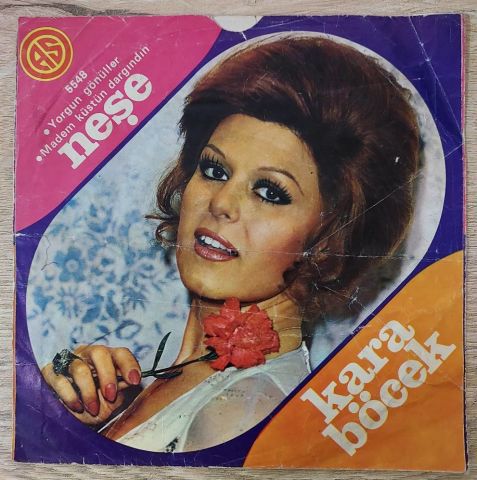 AS
5548
• Yorgun gönüller
• Madem küstün dargındın
neşe
kara
böcek